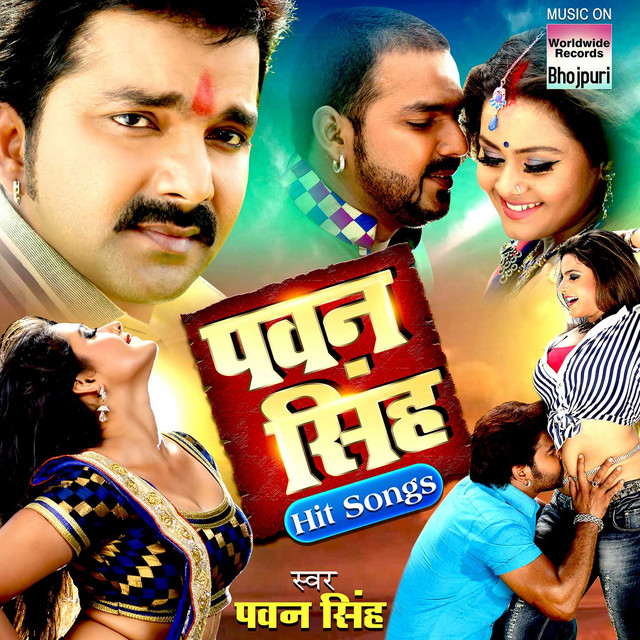 MUSIC ON
Worldwide
Records
Bhojpuri
पवन
सिंह
Hit Songs
स्वर
पवन सिंह